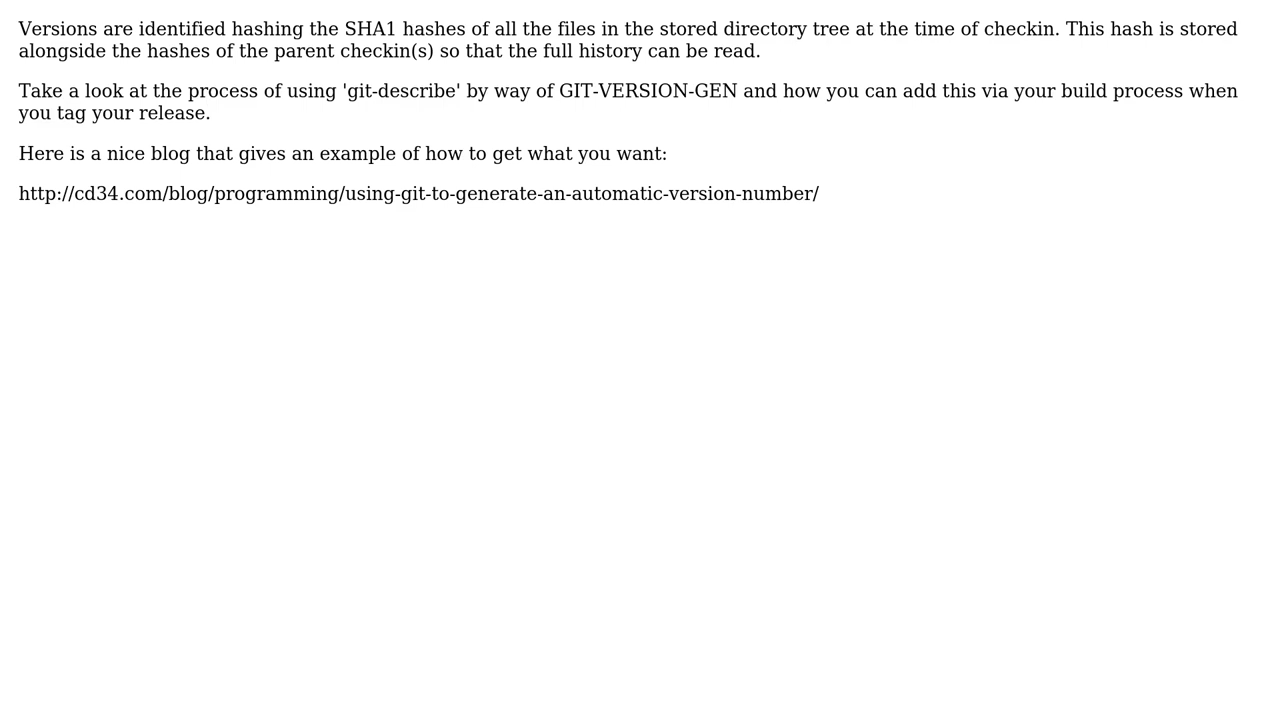 Versions are identified hashing the SHA1 hashes of all the files in the stored directory tree at the time of checkin. This hash is stored
alongside the hashes of the parent checkin(s) so that the full history can be read.
Take a look at the process of using 'git-describe' by way of GIT-VERSION-GEN and how you can add this via your build process when
you tag your release.
Here is a nice blog that gives an example of how to get what you want:
http://cd34.com/blog/programming/using-git-to-generate-an-automatic-version-number/